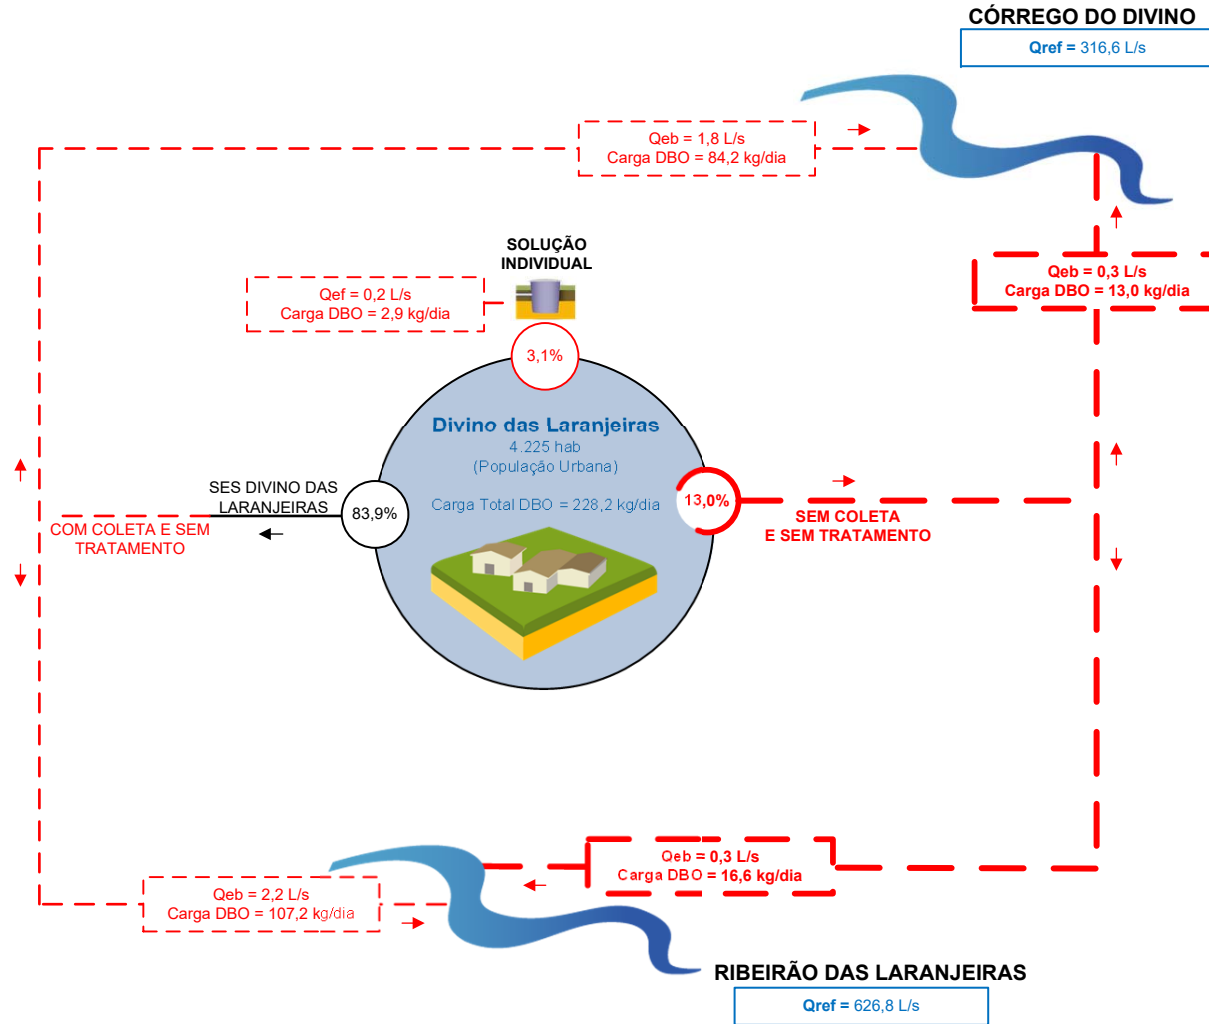 CÓRREGO DO DIVINO
Qref = 316,6 L/s
Qeb = 1,8 L/s
Carga DBO = 84,2 kg/dia
SOLUÇÃO
INDIVIDUAL
Qef = 0,2 L/s
Carga DBO = 2,9 kg/dia
Qeb = 0,3 L/s
Carga DBO = 13,0 kg/dia
3,1%
Divino das Laranjeiras
4.225 hab
(População Urbana)
Carga Total DBO = 228,2 kg/dia
SES DIVINO DAS
LARANJEIRAS
83,9%
COM COLETA E SEM
TRATAMENTO
13,0%
SEM COLETA
E SEM TRATAMENTO
Qeb = 0,3 L/s
Carga DBO = 16,6 kg/dia
Qeb = 2,2 L/s
Carga DBO = 107,2 kg/dia
RIBEIRÃO DAS LARANJEIRAS
Qref = 626,8 L/s